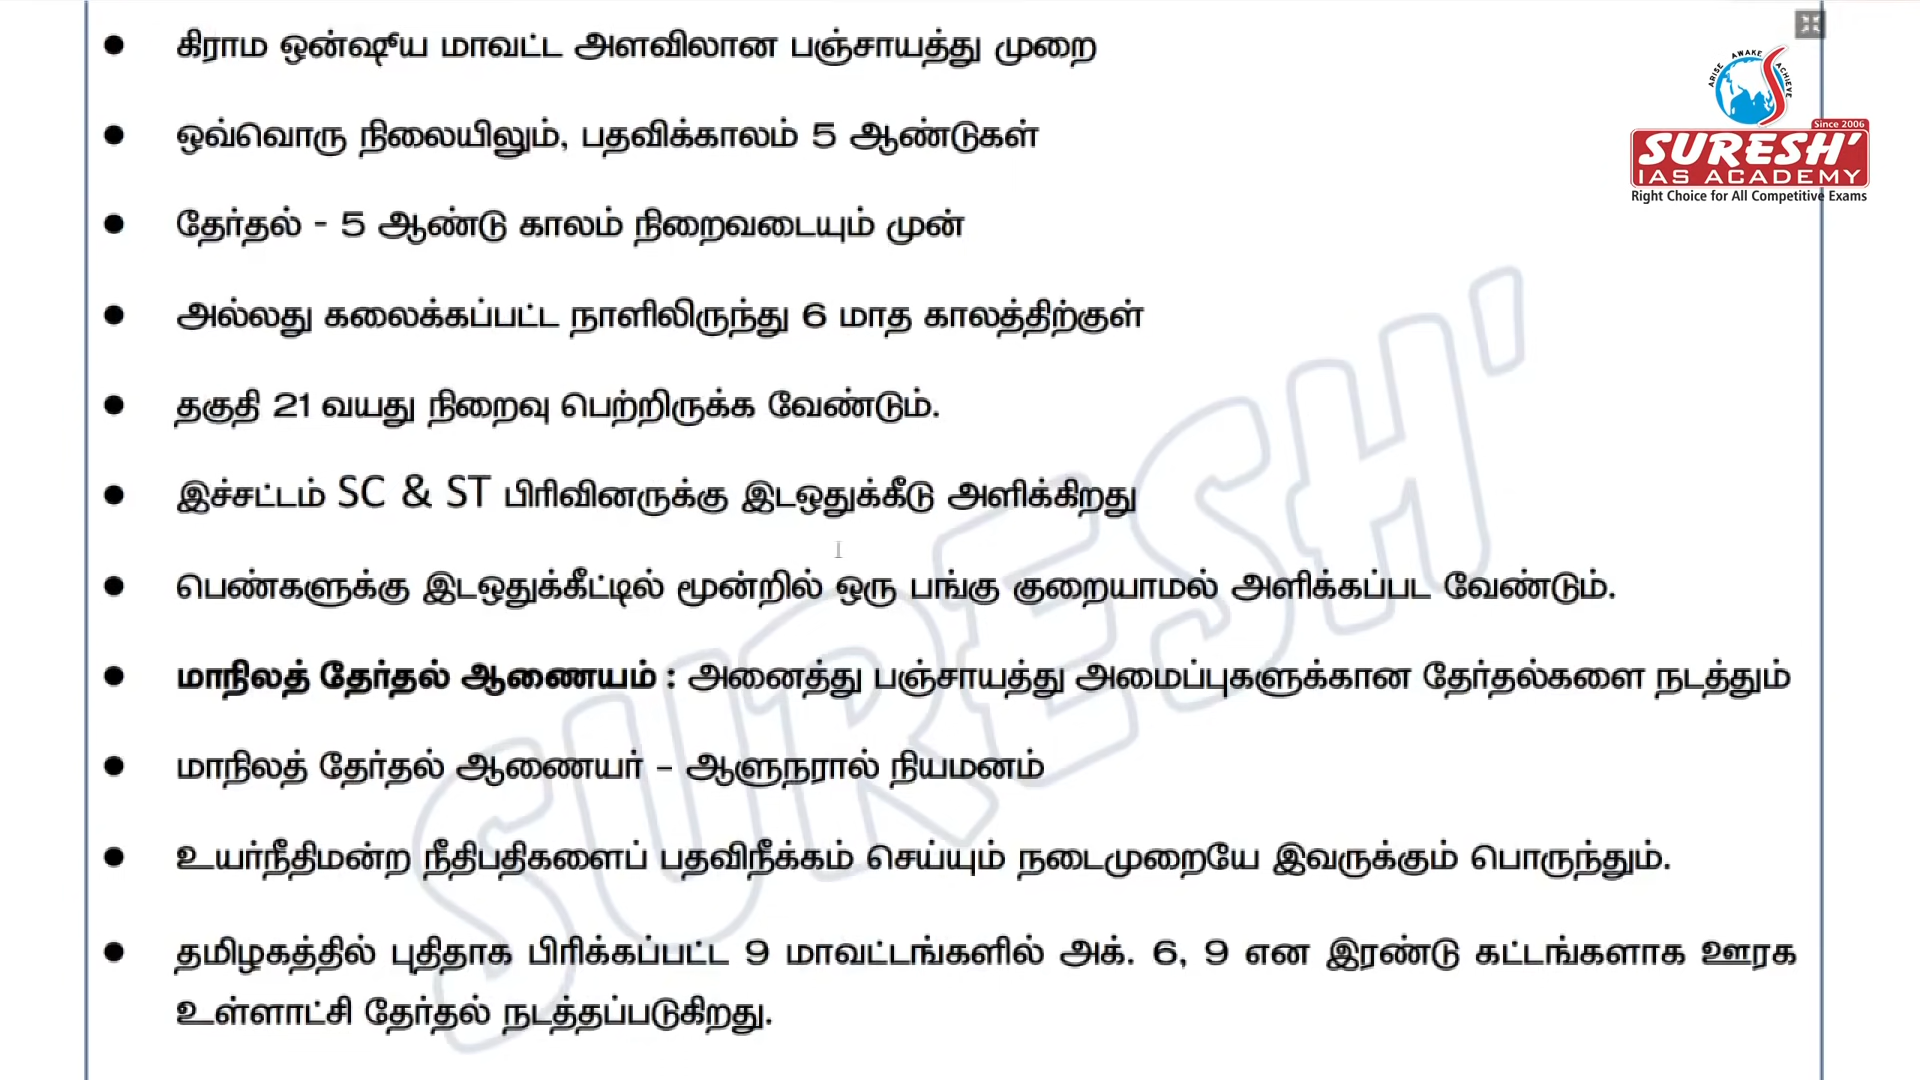 ● கிராம ஒன்ஷூய மாவட்ட அளவிலான பஞ்சாயத்து முறை
ARISE AWAKE ACHIEVE
Since 2006
SURESH'
IAS ACADEMY
Right Choice for All Competitive Exams
● ஒவ்வொரு நிலையிலும், பதவிக்காலம் 5 ஆண்டுகள்
● தேர்தல் - 5 ஆண்டு காலம் நிறைவடையும் முன்
● அல்லது கலைக்கப்பட்ட நாளிலிருந்து 6 மாத காலத்திற்குள்
● தகுதி 21 வயது நிறைவு பெற்றிருக்க வேண்டும்.
● இச்சட்டம் SC & ST பிரிவினருக்கு இடஒதுக்கீடு அளிக்கிறது
● பெண்களுக்கு இடஒதுக்கீட்டில் மூன்றில் ஒரு பங்கு குறையாமல் அளிக்கப்பட வேண்டும்.
● மாநிலத் தேர்தல் ஆணையம் : அனைத்து பஞ்சாயத்து அமைப்புகளுக்கான தேர்தல்களை நடத்தும்
● மாநிலத் தேர்தல் ஆணையர் – ஆளுநரால் நியமனம்
● உயர்நீதிமன்ற நீதிபதிகளைப் பதவிநீக்கம் செய்யும் நடைமுறையே இவருக்கும் பொருந்தும்.
● தமிழகத்தில் புதிதாக பிரிக்கப்பட்ட 9 மாவட்டங்களில் அக். 6, 9 என இரண்டு கட்டங்களாக ஊரக
உள்ளாட்சி தேர்தல் நடத்தப்படுகிறது.
SURESH'